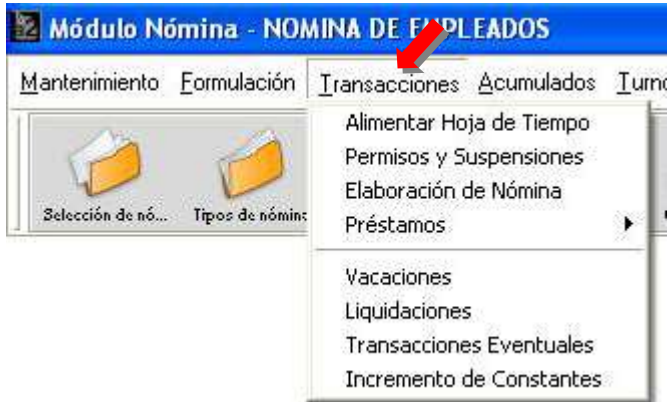 Módulo Nómina - NOMINA DE EMPLEADOS
Mantenimiento Formulación Transacciones Acumulados
Alimentar Hoja de Tiempo
Permisos y Suspensiones
Elaboración de Nómina
Préstamos
Vacaciones
Liquidaciones
Transacciones Eventuales
Incremento de Constantes
Selección de nó... Tipos de nómina